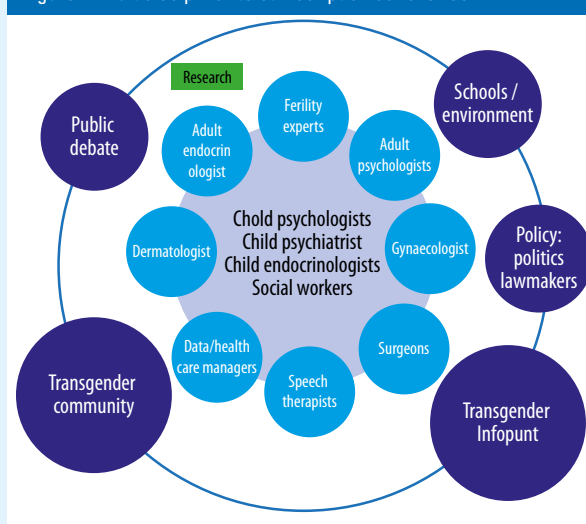 Research
Ferility
experts
Schools /
environment
Public
debate
Adult
endocrin
ologist
Adult
psychologists
Chold psychologists
Child psychiatrist
Child endocrinologists
Social workers
Dermatologist
Gynaecologist
Policy:
politics
lawmakers
Data/health
care managers
Surgeons
Speech
therapists
Transgender
community
Transgender
Infopunt